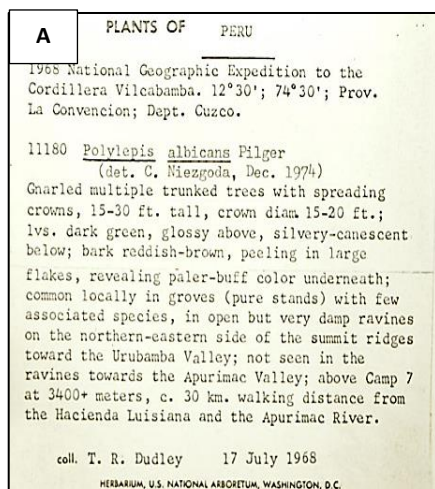 A
PLANTS OF PERU
1968 National Geographic Expedition to the
Cordillera Vilcabamba. 12°30'; 74°30'; Prov.
La Convencion; Dept. Cuzco.
11180 Polylepis albicans Pilger
(det. C. Niezgoda, Dec. 1974)
Gnarled multiple trunked trees with spreading
crowns, 15-30 ft. tall, crown diam. 15-20 ft.;
lvs. dark green, glossy above, silvery-canescent
below; bark reddish-brown, peeling in large
flakes, revealing paler-buff color underneath;
common locally in groves (pure stands) with few
associated species, in open but very damp ravines
on the northern-eastern side of the summit ridges
toward the Urubamba Valley; not seen in the
ravines towards the Apurimac Valley; above Camp 7
at 3400+ meters, c. 30 km. walking distance from
the Hacienda Luisiana and the Apurimac River.
coll. T. R. Dudley 17 July 1968
HERBARIUM, U.S. NATIONAL ARBORETUM, WASHINGTON, D.C.